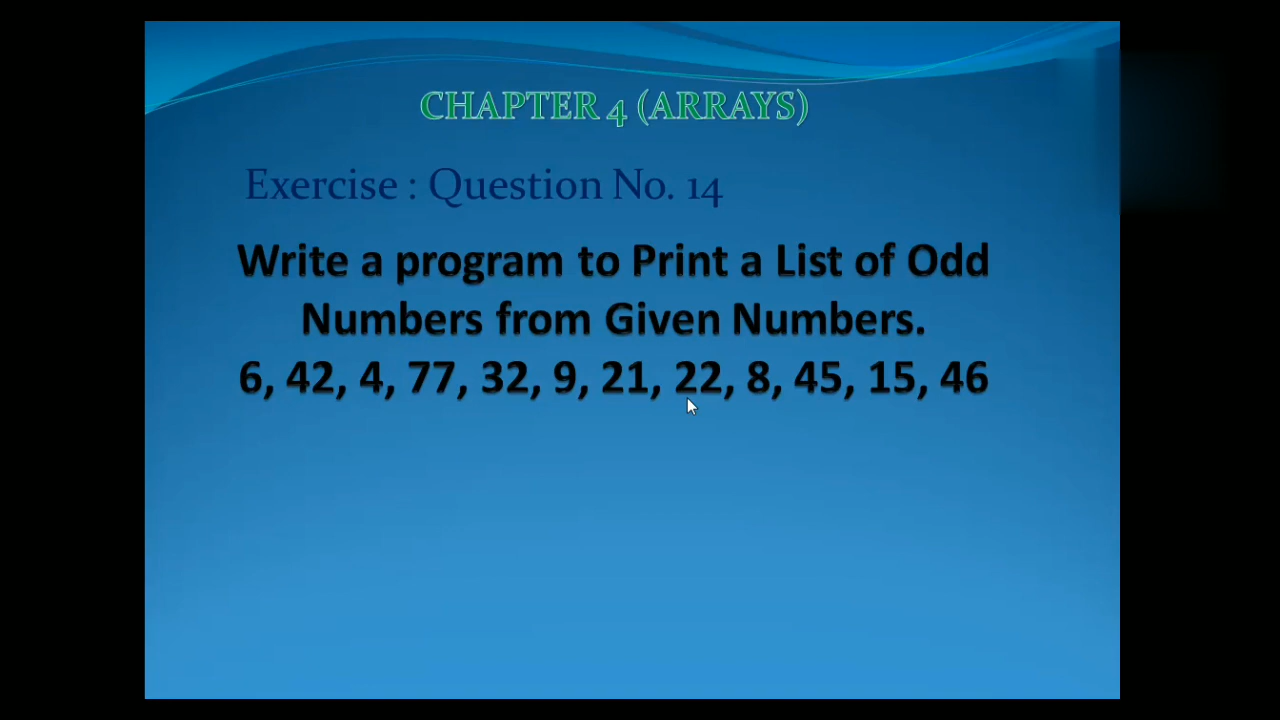 CHAPTER 4 (ARRAYS)
Exercise : Question No. 14
Write a program to Print a List of Odd
Numbers from Given Numbers.
6, 42, 4, 77, 32, 9, 21, 22, 8, 45, 15, 46